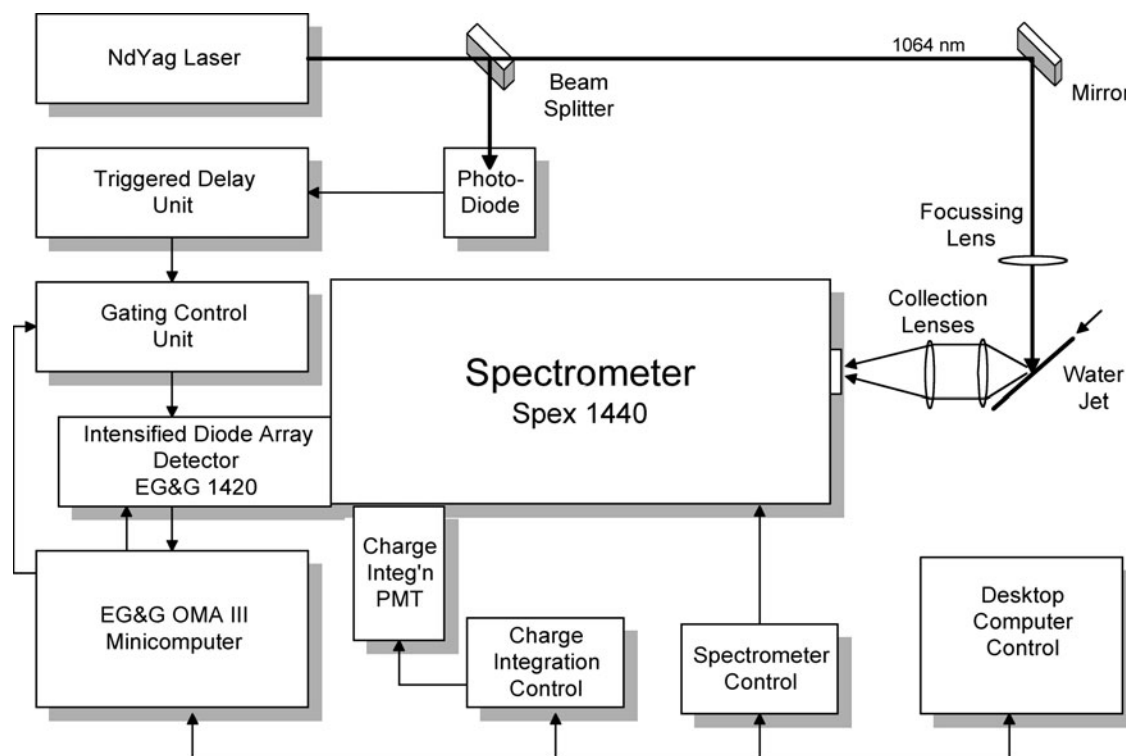 NdYag Laser
Beam
Splitter
1064 nm
Mirror
Triggered Delay
Unit
Photo-
Diode
Focussing
Lens
Gating Control
Unit
Collection
Lenses
Spectrometer
Spex 1440
Water
Jet
Intensified Diode Array
Detector
EG&G 1420
Charge
Integ'n
PMT
EG&G OMA III
Minicomputer
Charge
Integration
Control
Spectrometer
Control
Desktop
Computer
Control